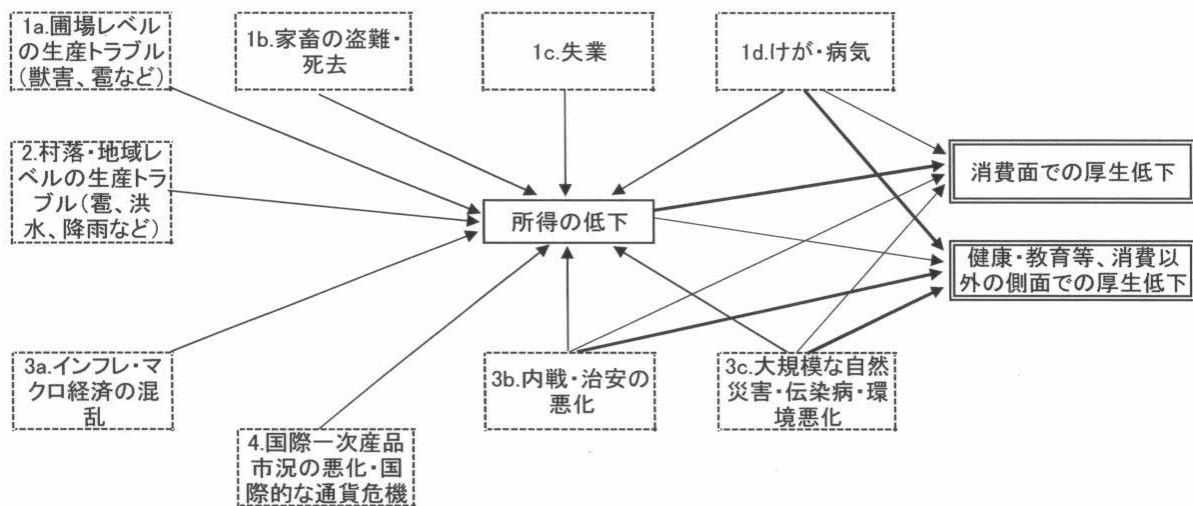 1a.圃場レベル
の生産トラブル
(獣害、雹など)
1b.家畜の盗難・
死去
1c.失業
1d.けが・病気
2.村落・地域レ
ベルの生産トラ
ブル(雹、洪
水、降雨など)
所得の低下
消費面での厚生低下
健康・教育等、消費以
外の側面での厚生低下
3a.インフレ・マ
クロ経済の混
乱
3b.内戦・治安の
悪化
3c.大規模な自然
災害・伝染病・環
境悪化
4.国際一次産品
市況の悪化・国
際的な通貨危機